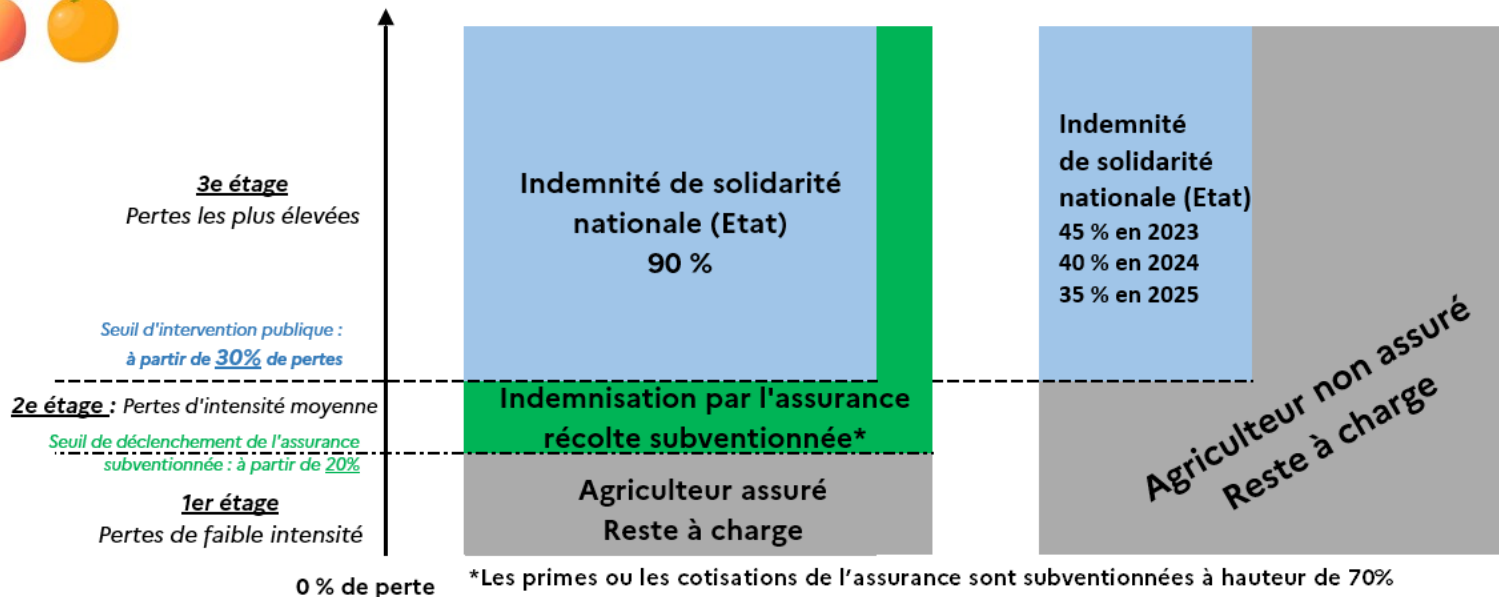 3e étage
Pertes les plus élevées
Seuil d'intervention publique :
à partir de 30% de pertes
2e étage : Pertes d'intensité moyenne
Seuil de déclenchement de l'assurance
subventionnée : à partir de 20%
1er étage
Pertes de faible intensité
0 % de perte
Indemnité de solidarité
nationale (Etat)
90 %
Indemnisation par l'assurance
récolte subventionnée*
Agriculteur assuré
Reste à charge
Indemnité
de solidarité
nationale (Etat)
45 % en 2023
40 % en 2024
35 % en 2025
Agriculteur non assuré
Reste à charge
*Les primes ou les cotisations de l’assurance sont subventionnées à hauteur de 70%